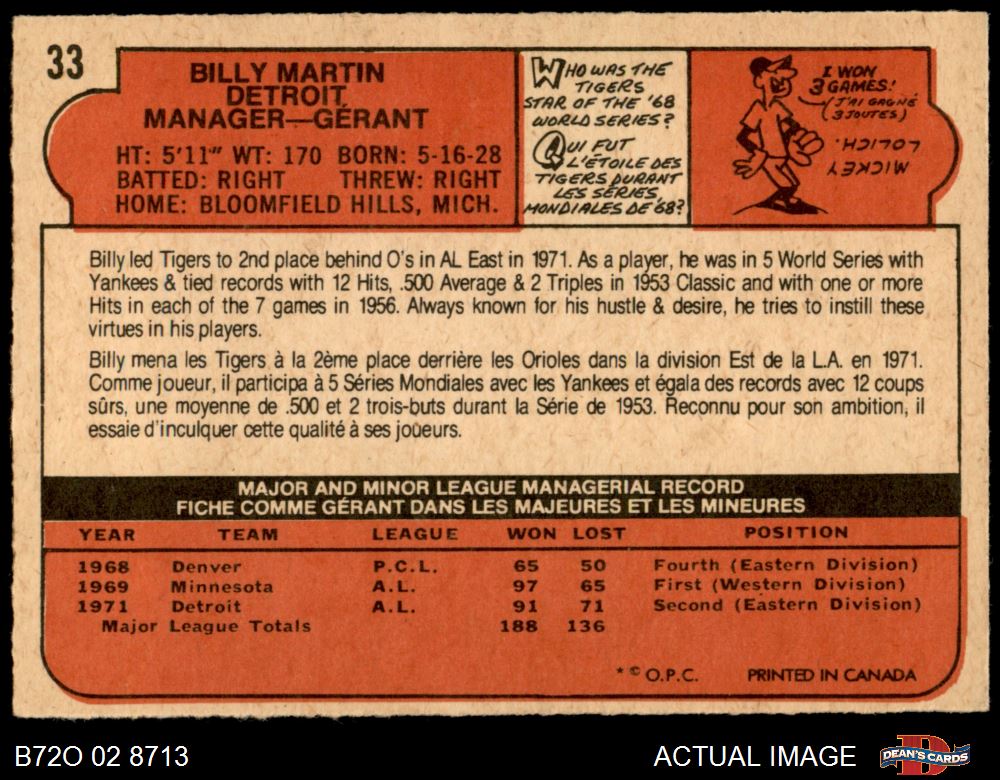 33
BILLY MARTIN
DETROIT
MANAGER—GÉRANT
HT: 5'11" WT: 170 BORN: 5-16-28
BATTED: RIGHT THREW: RIGHT
HOME: BLOOMFIELD HILLS, MICH.
WHO WAS THE
TIGERS
STAR OF THE '68
WORLD SERIES?
QUI FUT
L'ÉTOILE DES
TIGERS DURANT
LES SÉRIES
MONDIALES DE '68?
I WON
3 GAMES!
(J'AI GAGNÉ
3 JOUTES)
MICKEY
LOLICH.
Billy led Tigers to 2nd place behind O's in AL East in 1971. As a player, he was in 5 World Series with
Yankees & tied records with 12 Hits, .500 Average & 2 Triples in 1953 Classic and with one or more
Hits in each of the 7 games in 1956. Always known for his hustle & desire, he tries to instill these
virtues in his players.
Billy mena les Tigers à la 2ème place derrière les Orioles dans la division Est de la L.A. en 1971.
Comme joueur, il participa à 5 Séries Mondiales avec les Yankees et égala des records avec 12 coups
sûrs, une moyenne de .500 et 2 trois-buts durant la Série de 1953. Reconnu pour son ambition, il
essaie d'inculquer cette qualité à ses joueurs.
MAJOR AND MINOR LEAGUE MANAGERIAL RECORD
FICHE COMME GÉRANT DANS LES MAJEURES ET LES MINEURES
YEAR TEAM LEAGUE WON LOST POSITION
1968 Denver P.C.L. 65 50 Fourth (Eastern Division)
1969 Minnesota A.L. 97 65 First (Western Division)
1971 Detroit A.L. 91 71 Second (Eastern Division)
Major League Totals 188 136
* © O.P.C. PRINTED IN CANADA
B72O 02 8713
ACTUAL IMAGE
DEAN'S CARDS